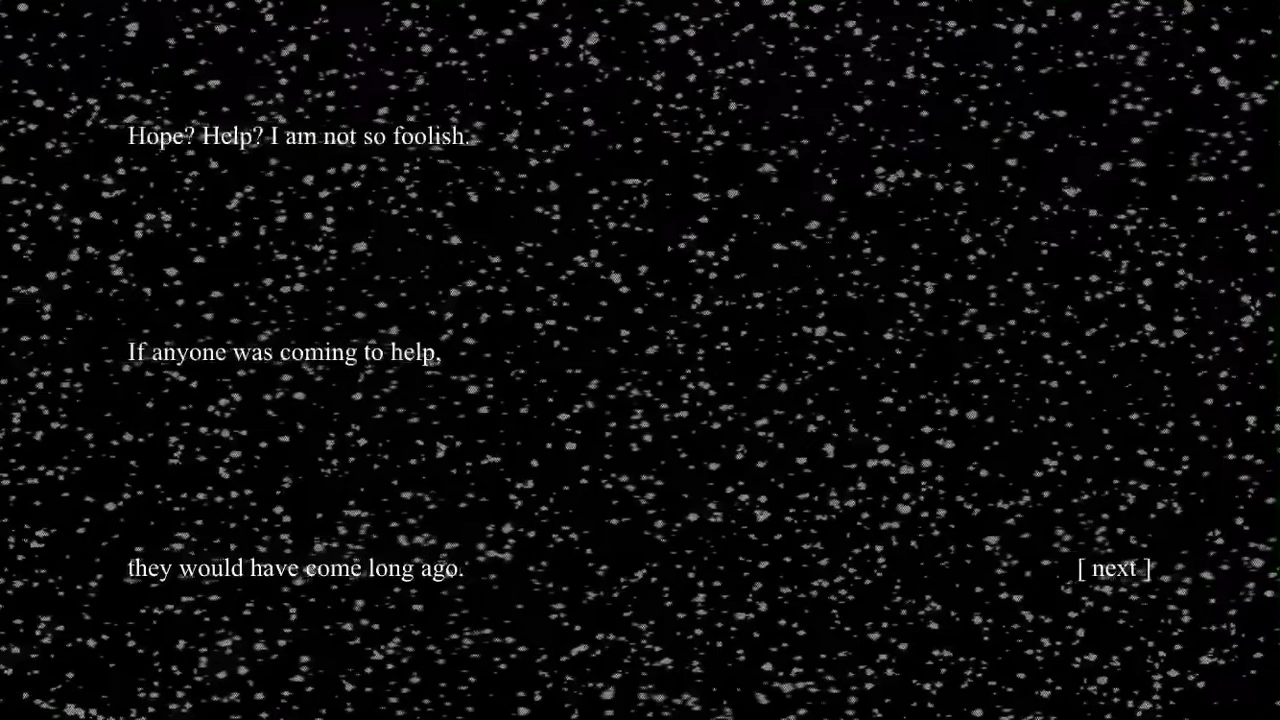 Hope? Help? I am not so foolish.
If anyone was coming to help,
they would have come long ago.
[ next ]